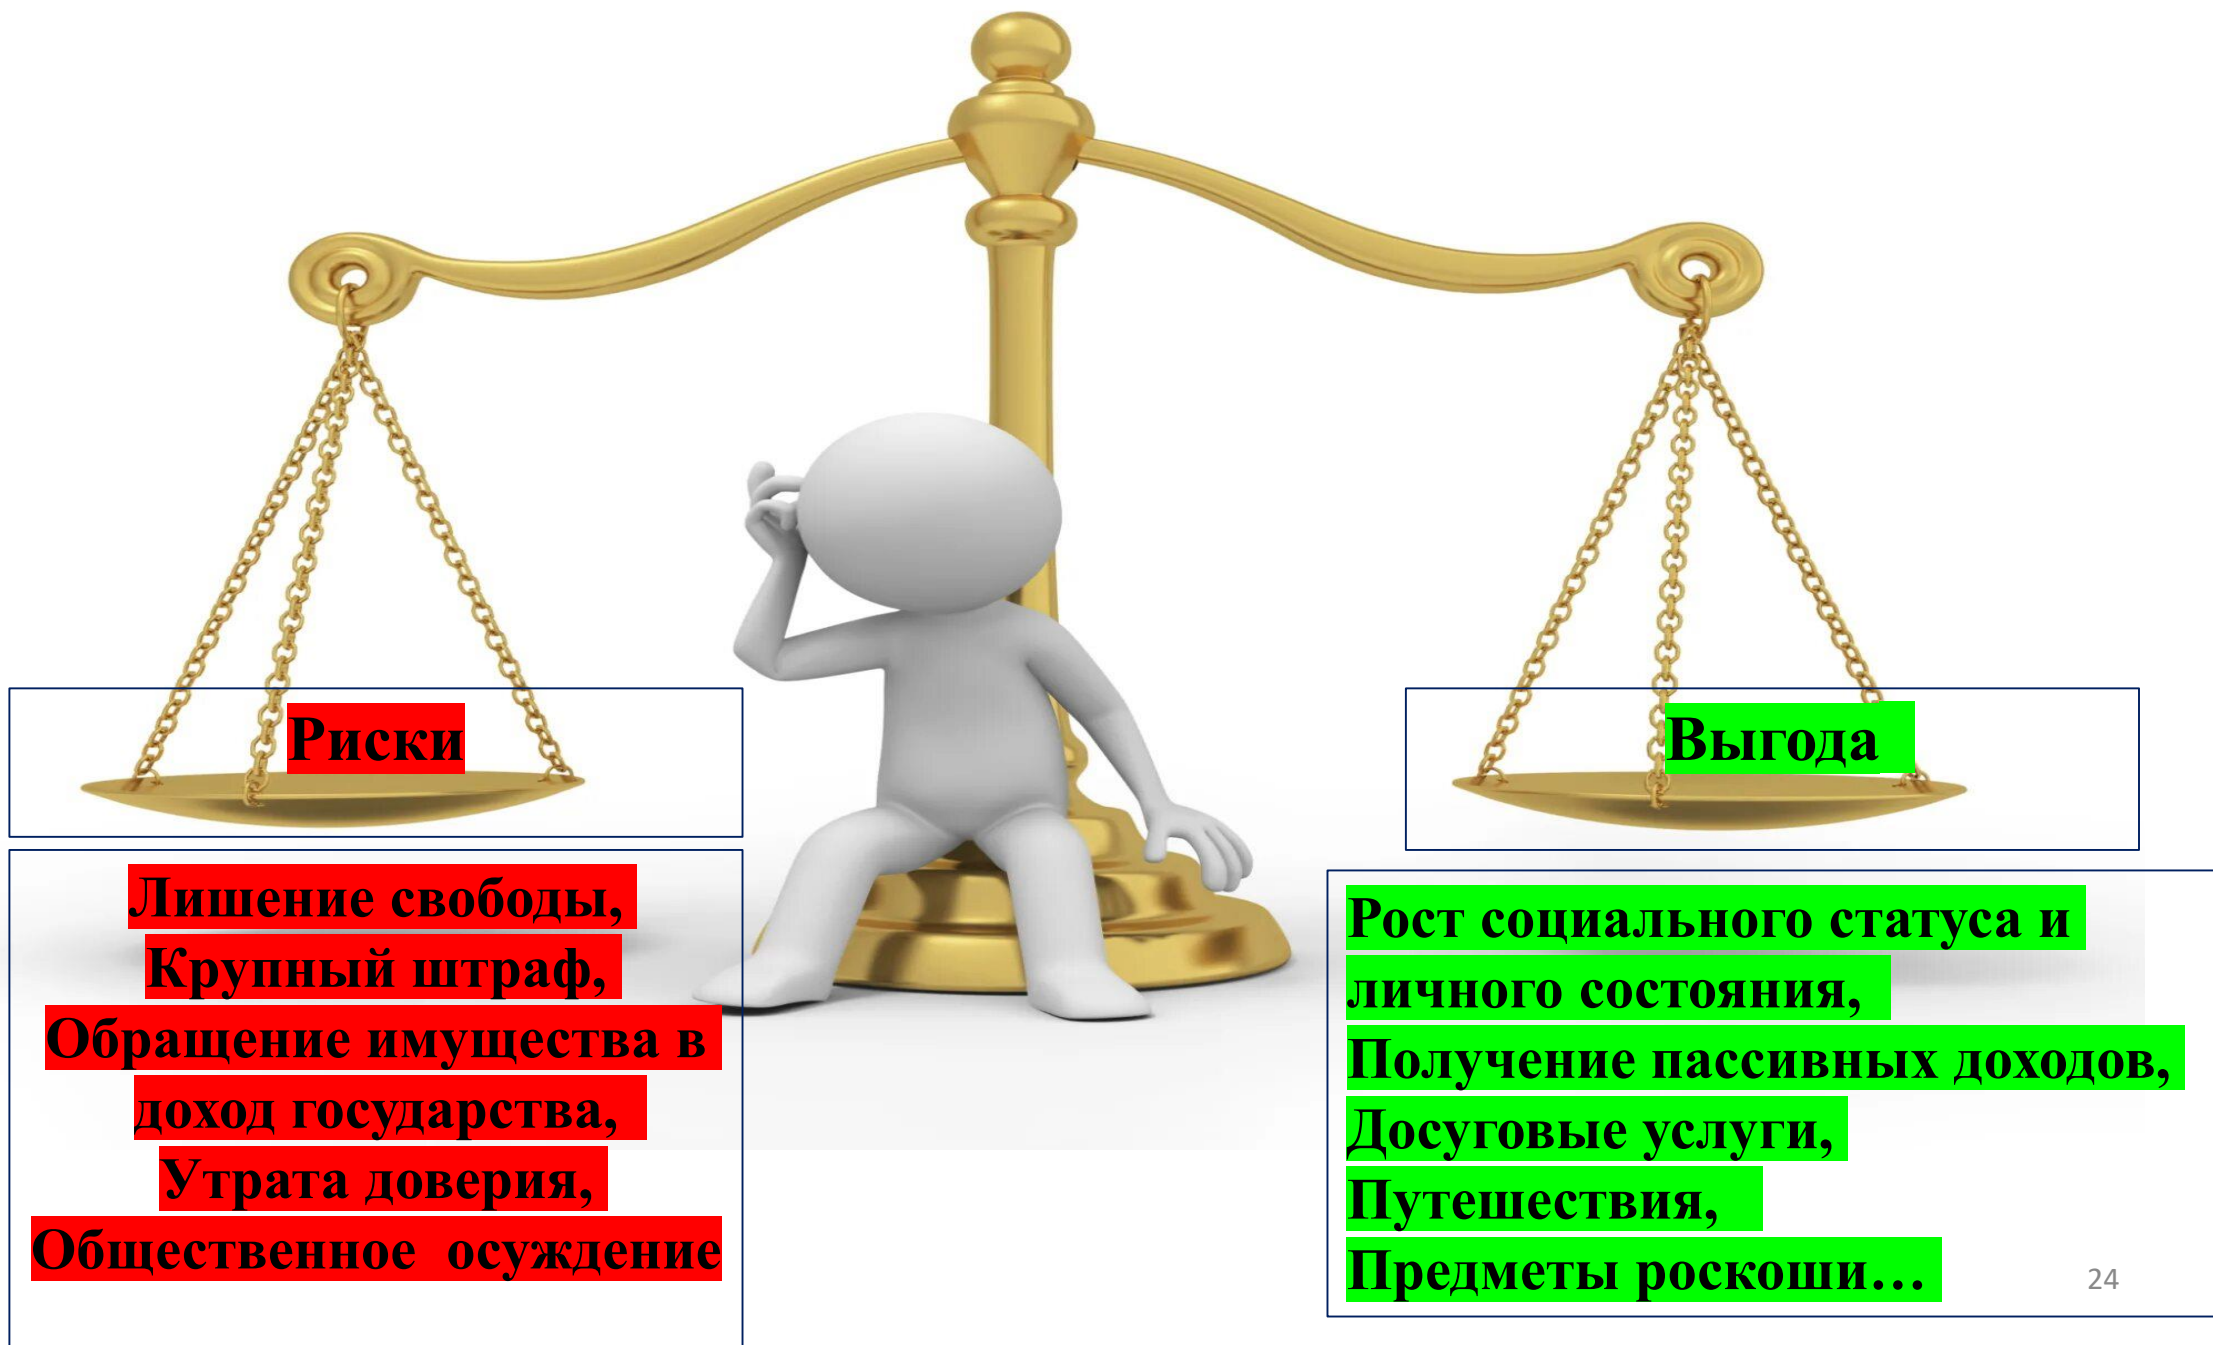 Риски
Лишение свободы,
Крупный штраф,
Обращение имущества в
доход государства,
Утрата доверия,
Общественное осуждение
Выгода
Рост социального статуса и
личного состояния,
Получение пассивных доходов,
Досуговые услуги,
Путешествия,
Предметы роскоши…
24